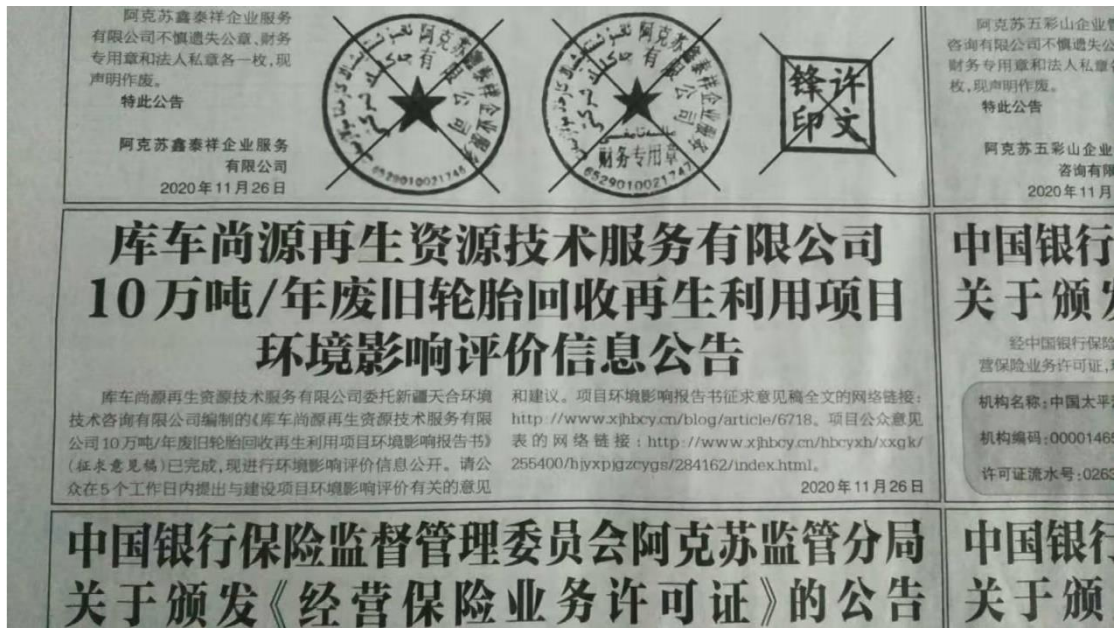 阿克苏鑫泰祥企业服务
有限公司不慎遗失公章、财务
专用章和法人私章各一枚,现
声明作废。
特此公告
阿克苏鑫泰祥企业服务
有限公司
2020年11月26日
阿克苏鑫泰祥企业服务
有限公司
6529010021746
阿克苏鑫泰祥企业服务
有限公司
财务专用章
6529010021747
许文
锋印
阿克苏五彩山企业管
咨询有限公司不慎遗失公
财务专用章和法人私章各
枚,现声明作废。
特此公告
阿克苏五彩山企业
咨询有限
2020年11月
库车尚源再生资源技术服务有限公司
10万吨/年废旧轮胎回收再生利用项目
环境影响评价信息公告
库车尚源再生资源技术服务有限公司委托新疆天合环境
技术咨询有限公司编制的《库车尚源再生资源技术服务有限
公司10万吨/年废旧轮胎回收再生利用项目环境影响报告书》
(征求意见稿)已完成,现进行环境影响评价信息公开。请公
众在5个工作日内提出与建设项目环境影响评价有关的意见
和建议。项目环境影响报告书征求意见稿全文的网络链接:
http://www.xjhbcy.cn/blog/article/6718。项目公众意见
表的网络链接:http://www.xjhbcy.cn/hbcyxh/xxgk/
255400/hjyxpjgzcygs/284162/index.html。
2020年11月26日
中国银行
关于颁发
经中国银行保险
营保险业务许可证,现
机构名称:中国太平洋
机构编码:00001465
许可证流水号:0263
中国银行保险监督管理委员会阿克苏监管分局
关于颁发《经营保险业务许可证》的公告
中国银行
关于颁